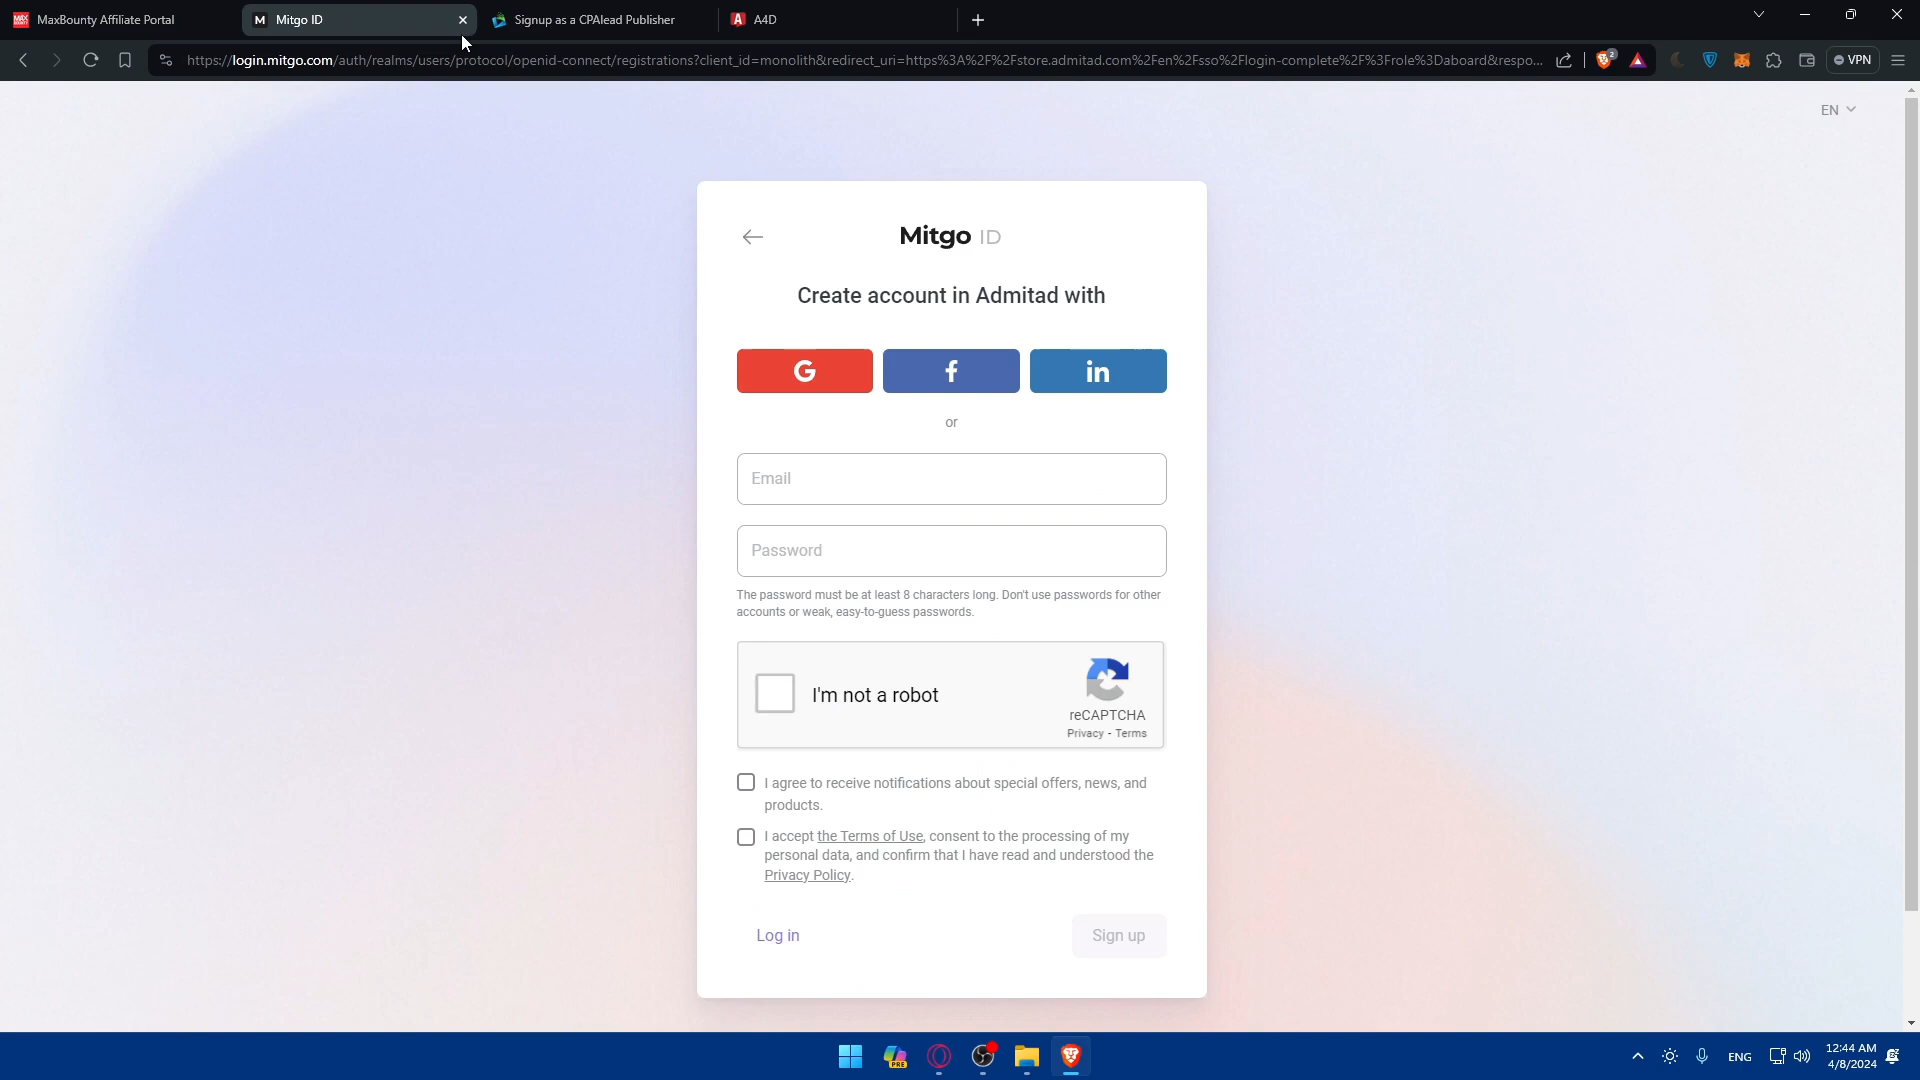 MaxBounty Affiliate Portal
Mitgo ID
Signup as a CPAlead Publisher
A4D
https://login.mitgo.com/auth/realms/users/protocol/openid-connect/registrations?client_id=monolith&redirect_uri=https%3A%2F%2Fstore.admitad.com%2Fen%2Fsso%2Flogin-complete%2F%3Frole%3Daboard&respo...
2
VPN
EN
Mitgo ID
Create account in Admitad with
G f in
or
Email
Password
The password must be at least 8 characters long. Don't use passwords for other
accounts or weak, easy-to-guess passwords.
I'm not a robot
reCAPTCHA
Privacy - Terms
I agree to receive notifications about special offers, news, and
products.
I accept the Terms of Use, consent to the processing of my
personal data, and confirm that I have read and understood the
Privacy Policy.
Log in
Sign up
PRE
ENG
12:44 AM
4/8/2024